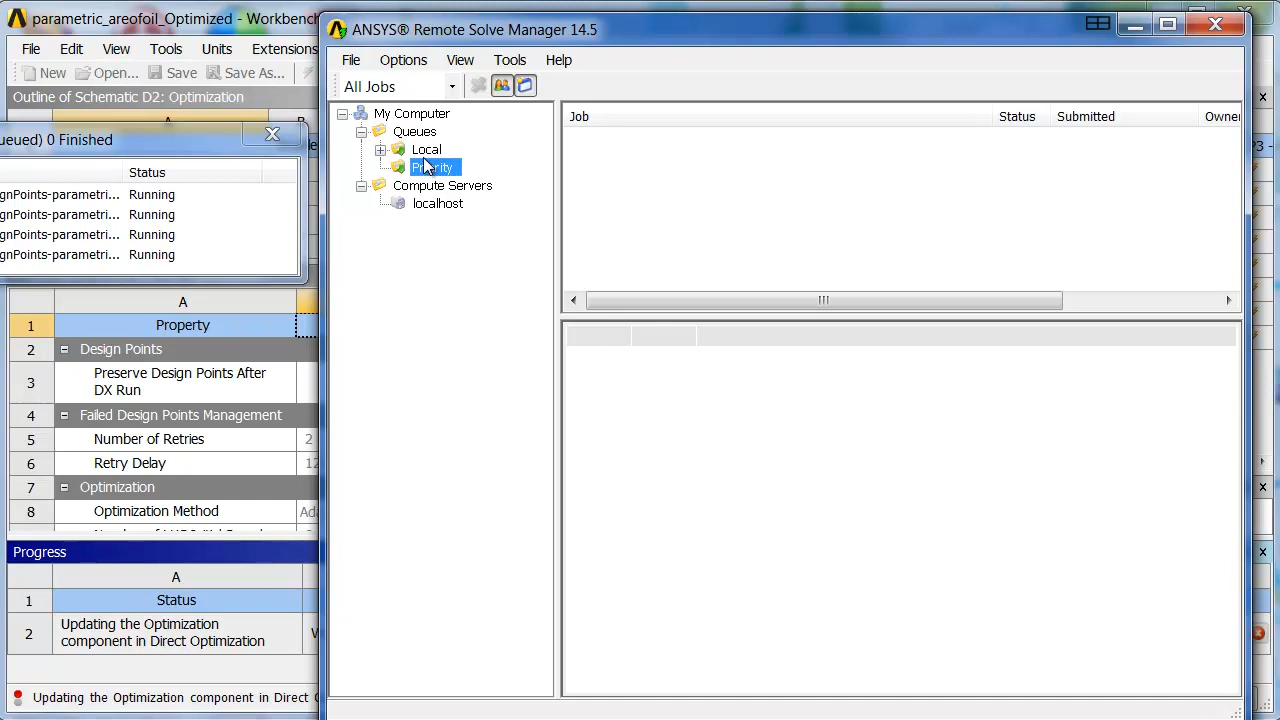 parametric_areofoil_Optimized - Workbench
File Edit View Tools Units Extensions
New Open... Save Save As...
Outline of Schematic D2: Optimization
A
ueued) 0 Finished
Status
gnPoints-parametri... Running
gnPoints-parametri... Running
gnPoints-parametri... Running
gnPoints-parametri... Running
A
1 Property
2 Design Points
3 Preserve Design Points After
DX Run
4 Failed Design Points Management
5 Number of Retries 2
6 Retry Delay 12
7 Optimization
8 Optimization Method Ada
Progress
A
1 Status
2 Updating the Optimization
component in Direct Optimization
Updating the Optimization component in Direct O
ANSYS® Remote Solve Manager 14.5
File Options View Tools Help
All Jobs
My Computer
Queues
Local
Priority
Compute Servers
localhost
Job Status Submitted Owner